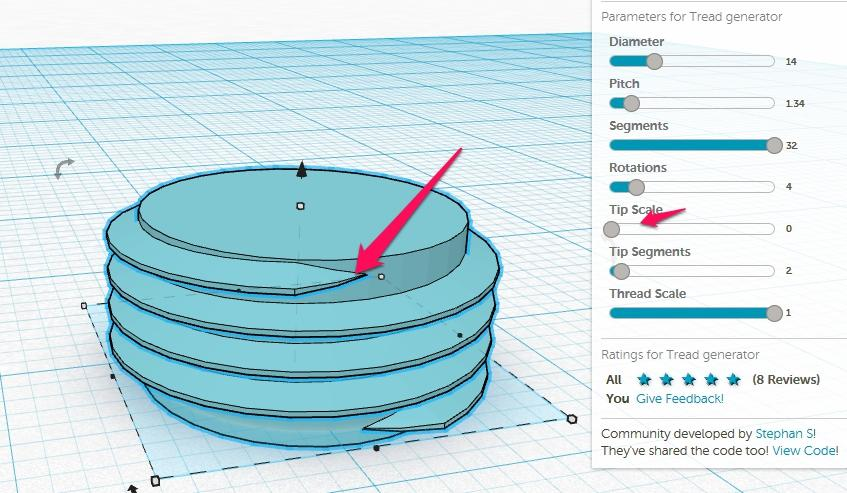 Parameters for Tread generator
Diameter
14
Pitch
1.34
Segments
32
Rotations
4
Tip Scale
0
Tip Segments
2
Thread Scale
1
Ratings for Tread generator
All (8 Reviews)
You Give Feedback!
Community developed by Stephan S!
They've shared the code too! View Code!